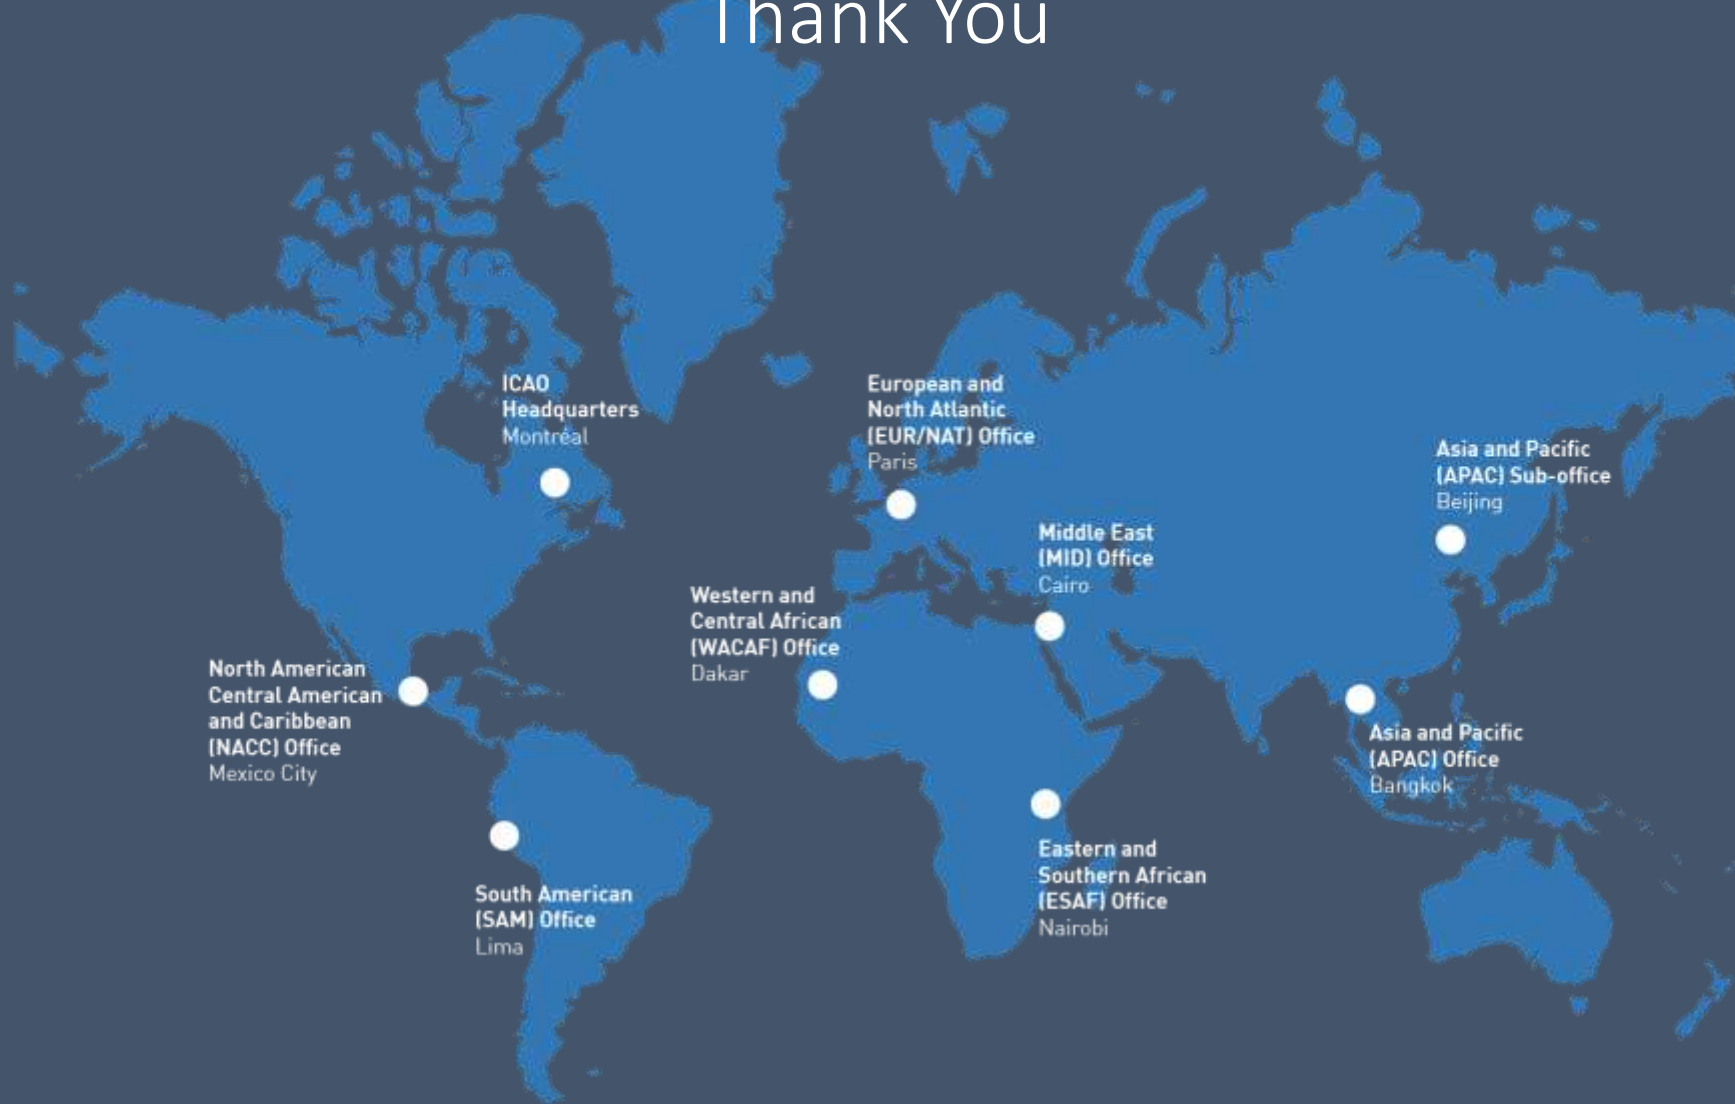 Thank You
ICAO
Headquarters
Montréal
European and
North Atlantic
(EUR/NAT) Office
Paris
Asia and Pacific
(APAC) Sub-office
Beijing
Middle East
(MID) Office
Cairo
Western and
Central African
(WACAF) Office
Dakar
North American
Central American
and Caribbean
(NACC) Office
Mexico City
Asia and Pacific
(APAC) Office
Bangkok
Eastern and
Southern African
(ESAF) Office
Nairobi
South American
(SAM) Office
Lima